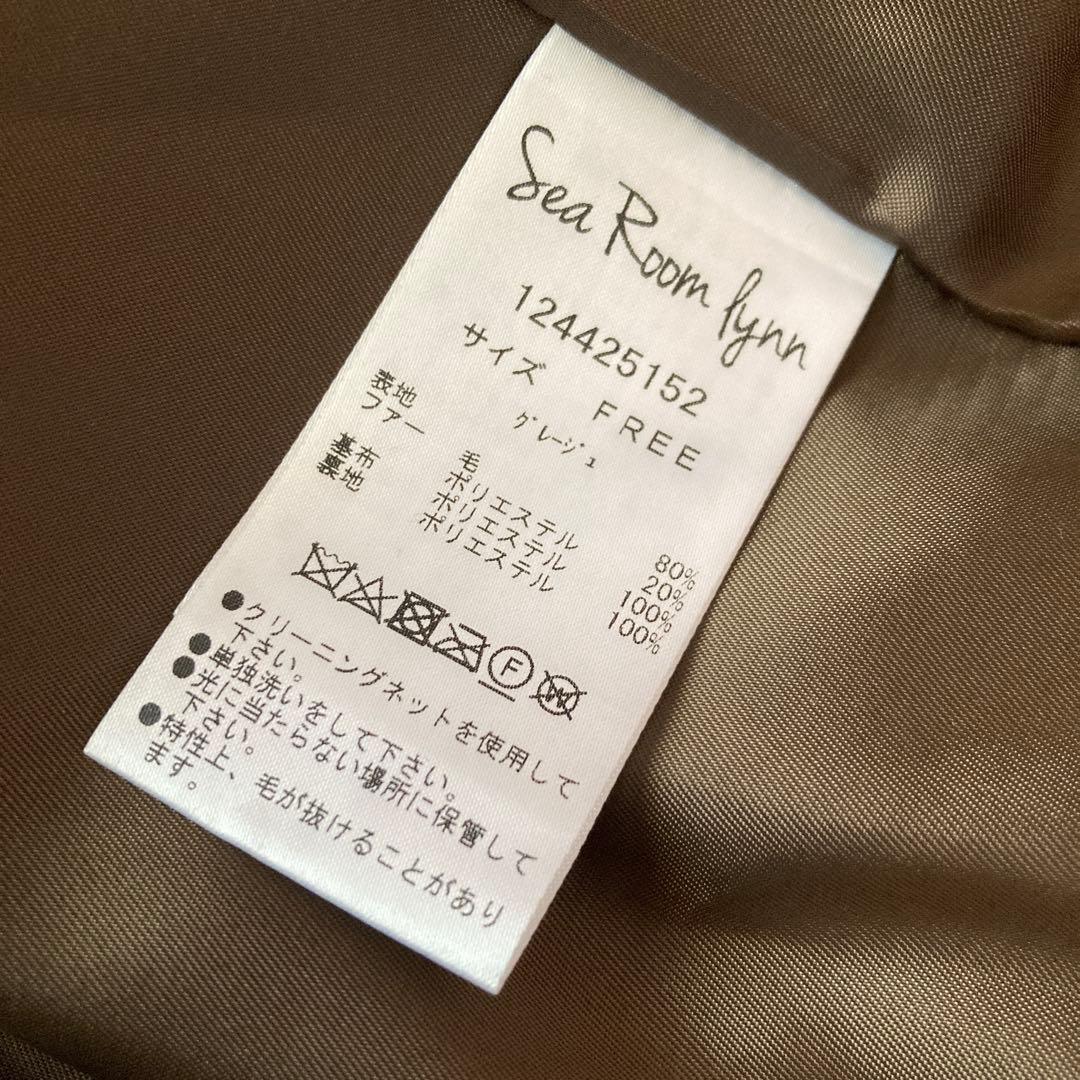 Sea Room lynn
124425152
サイズ FREE
グレージュ
表地
ファー 毛 80%
ポリエステル 20%
基布 ポリエステル 100%
裏地 ポリエステル 100%
F
W
●クリーニングネットを使用して
下さい。
●単独洗いをして下さい。
●光に当たらない場所に保管して
下さい。
●特性上、毛が抜けることがあり
ます。